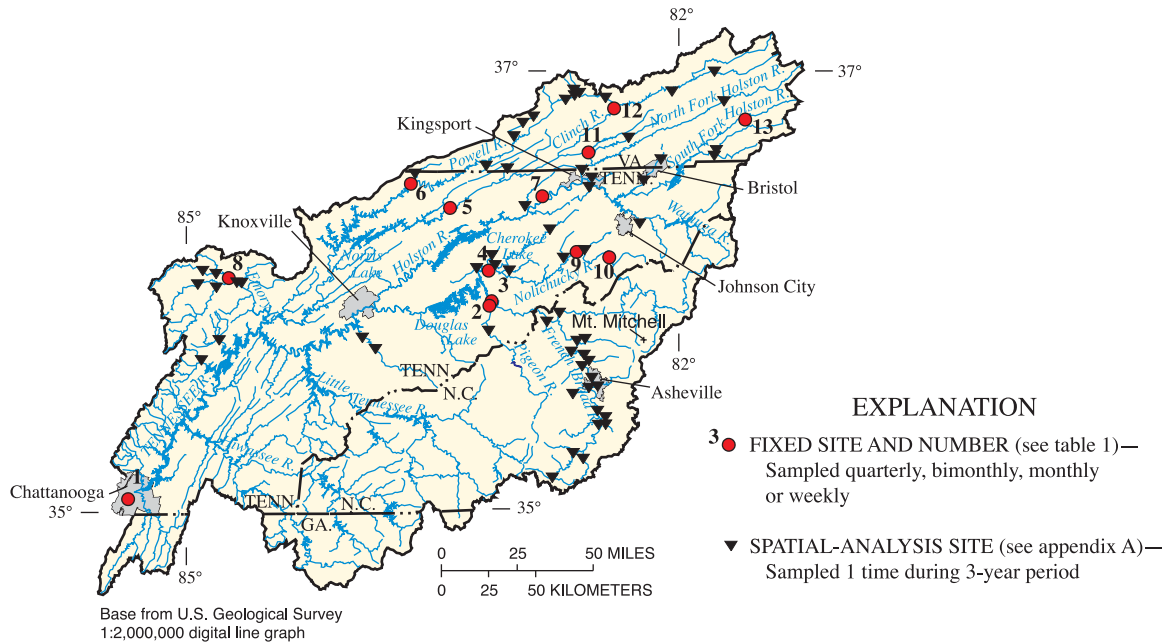 82°
37°
37°
Kingsport
12
13
11
Clinch R.
North Fork Holston R.
South Fork Holston R.
Powell R.
VA.
TENN.
Bristol
6
5
7
85°
Knoxville
Norris
Lake
Holston R.
Cherokee
Lake
Watauga R.
8
Emory
4
3
2
9
10
Nolichucky R.
Johnson City
Douglas
Lake
Mt. Mitchell
82°
Pigeon R.
French Broad
Asheville
TENN.
N.C.
Little
Tennessee R.
TENNESSEE R.
Hiwassee R.
Chattanooga
1
35°
TENN.
N.C.
GA.
35°
85°
0 25 50 MILES
0 25 50 KILOMETERS
Base from U.S. Geological Survey
1:2,000,000 digital line graph
EXPLANATION
3 FIXED SITE AND NUMBER (see table 1)—
Sampled quarterly, bimonthly, monthly
or weekly
SPATIAL-ANALYSIS SITE (see appendix A)—
Sampled 1 time during 3-year period